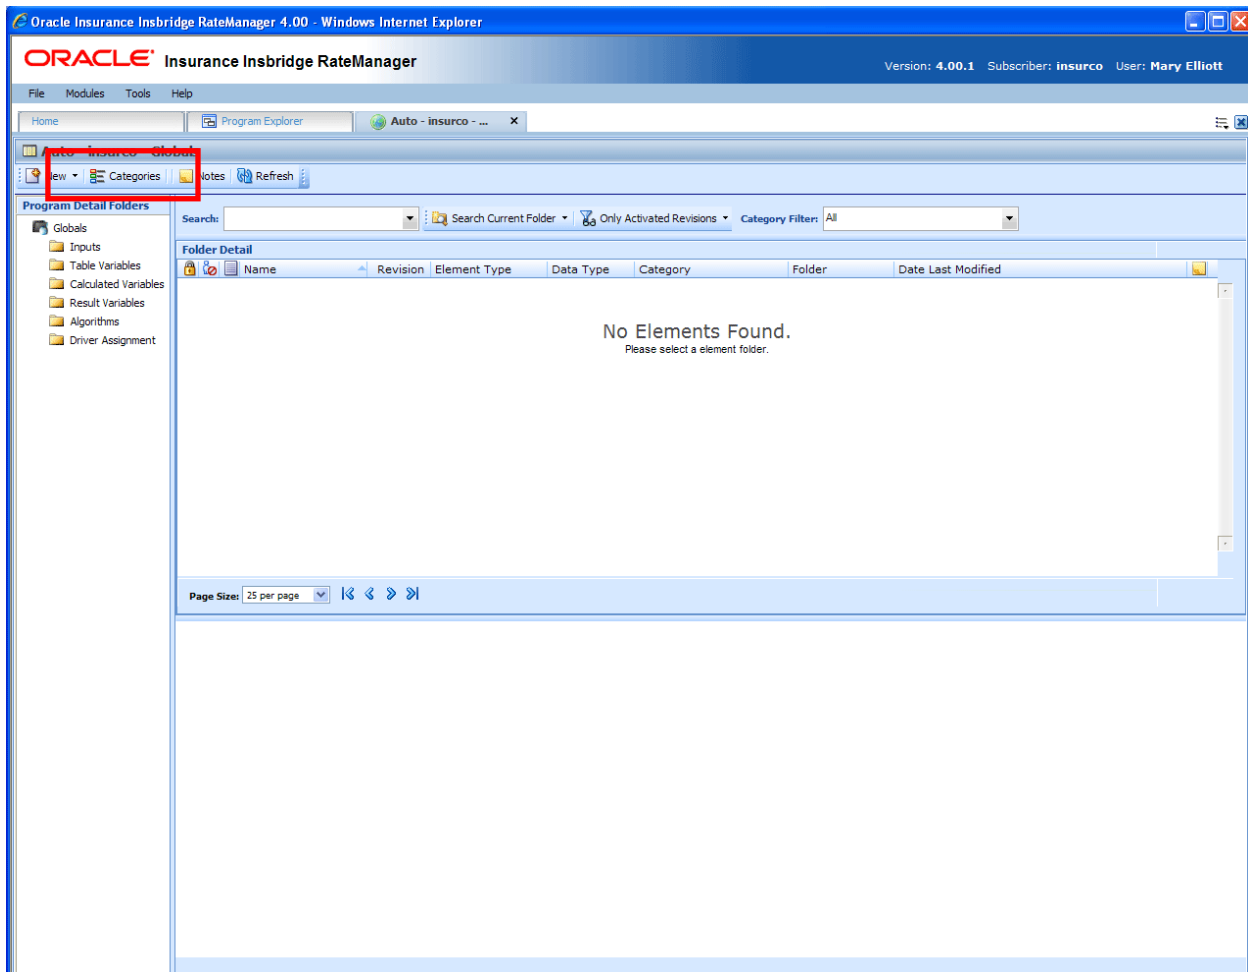 Oracle Insurance Insbridge RateManager 4.00 - Windows Internet Explorer
ORACLE Insurance Insbridge RateManager
Version: 4.00.1 Subscriber: insurco User: Mary Elliott
File Modules Tools Help
Home Program Explorer Auto - insurco - ... x
Auto - insurco - Globals
New Categories Notes Refresh
Program Detail Folders
Globals
Inputs
Table Variables
Calculated Variables
Result Variables
Algorithms
Driver Assignment
Search: Search Current Folder Only Activated Revisions Category Filter: All
Folder Detail
Name Revision Element Type Data Type Category Folder Date Last Modified
No Elements Found.
Please select a element folder.
Page Size: 25 per page